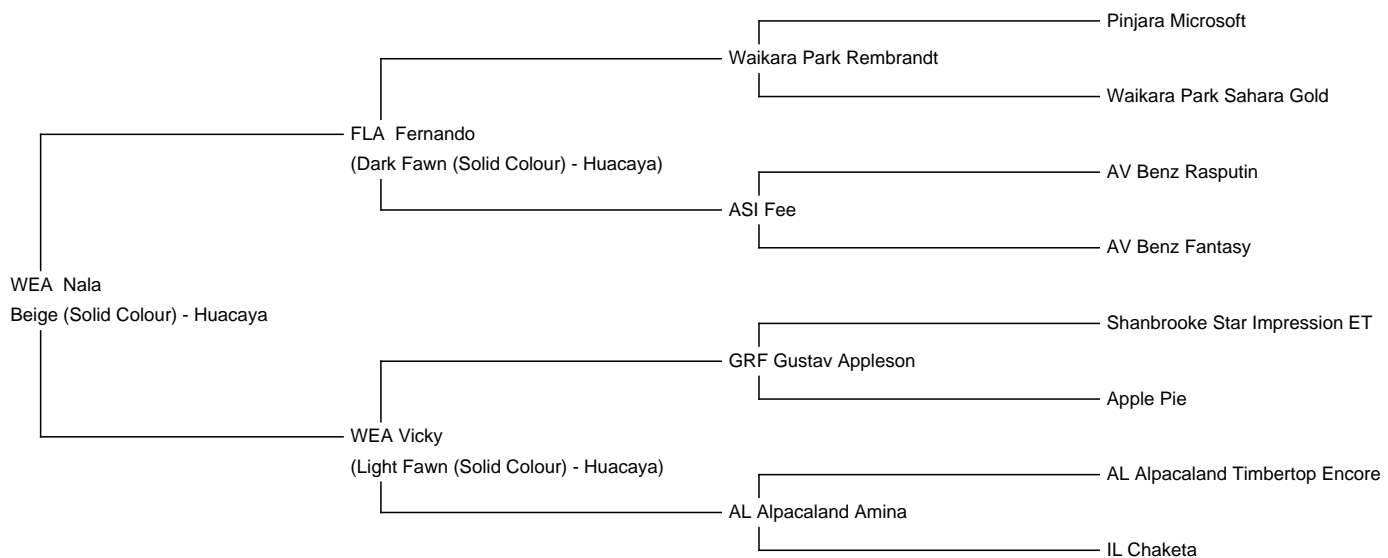 Pinjara Microsoft
Waikara Park Rembrandt
Waikara Park Sahara Gold
FLA Fernando
(Dark Fawn (Solid Colour) - Huacaya)
AV Benz Rasputin
ASI Fee
AV Benz Fantasy
WEA Nala
Beige (Solid Colour) - Huacaya
Shanbrooke Star Impression ET
GRF Gustav Appleson
Apple Pie
WEA Vicky
(Light Fawn (Solid Colour) - Huacaya)
AL Alpacaland Timbertop Encore
AL Alpacaland Amina
IL Chaketa